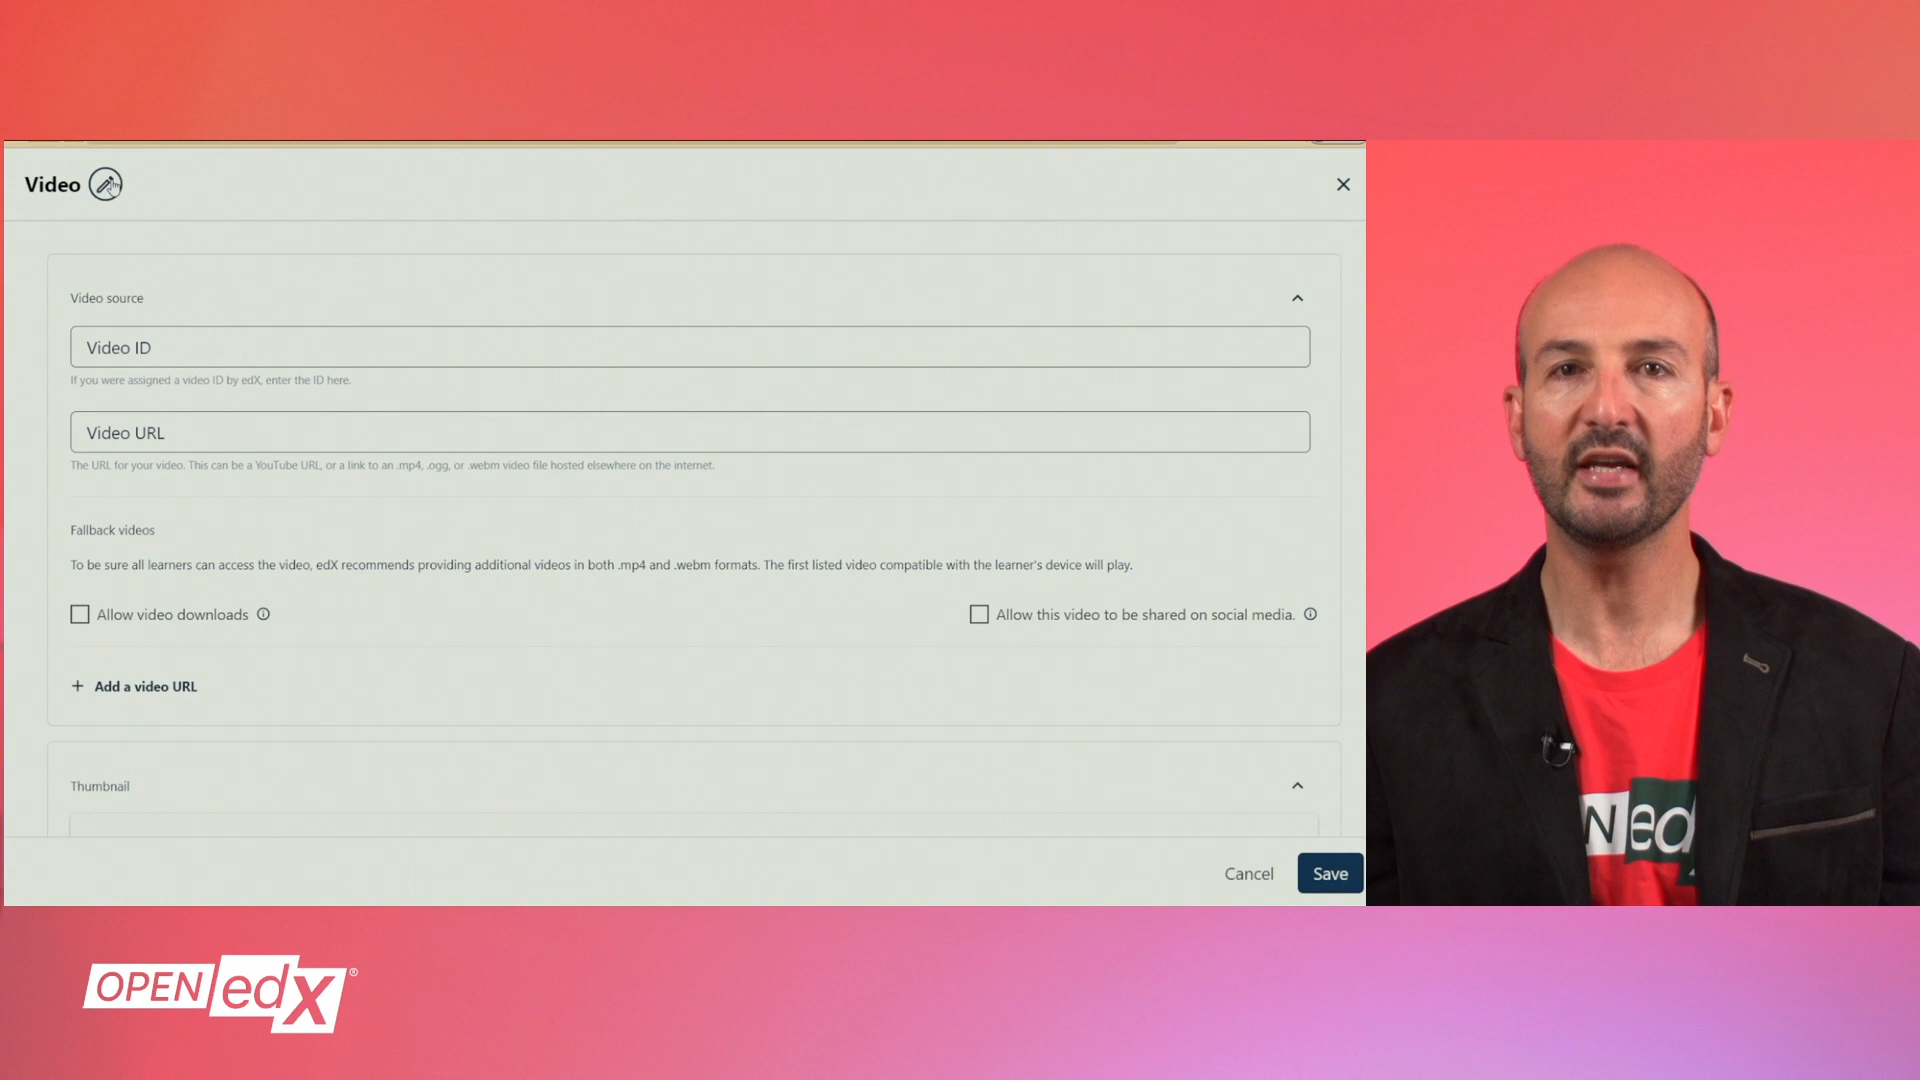 Video
Video source
Video ID
If you were assigned a video ID by edX, enter the ID here.
Video URL
The URL for your video. This can be a YouTube URL, or a link to an .mp4, .ogg, or .webm video file hosted elsewhere on the internet.
Fallback videos
To be sure all learners can access the video, edX recommends providing additional videos in both .mp4 and .webm formats. The first listed video compatible with the learner's device will play.
Allow video downloads
Allow this video to be shared on social media.
+ Add a video URL
Thumbnail
Cancel
Save
N ed
OPEN edX®